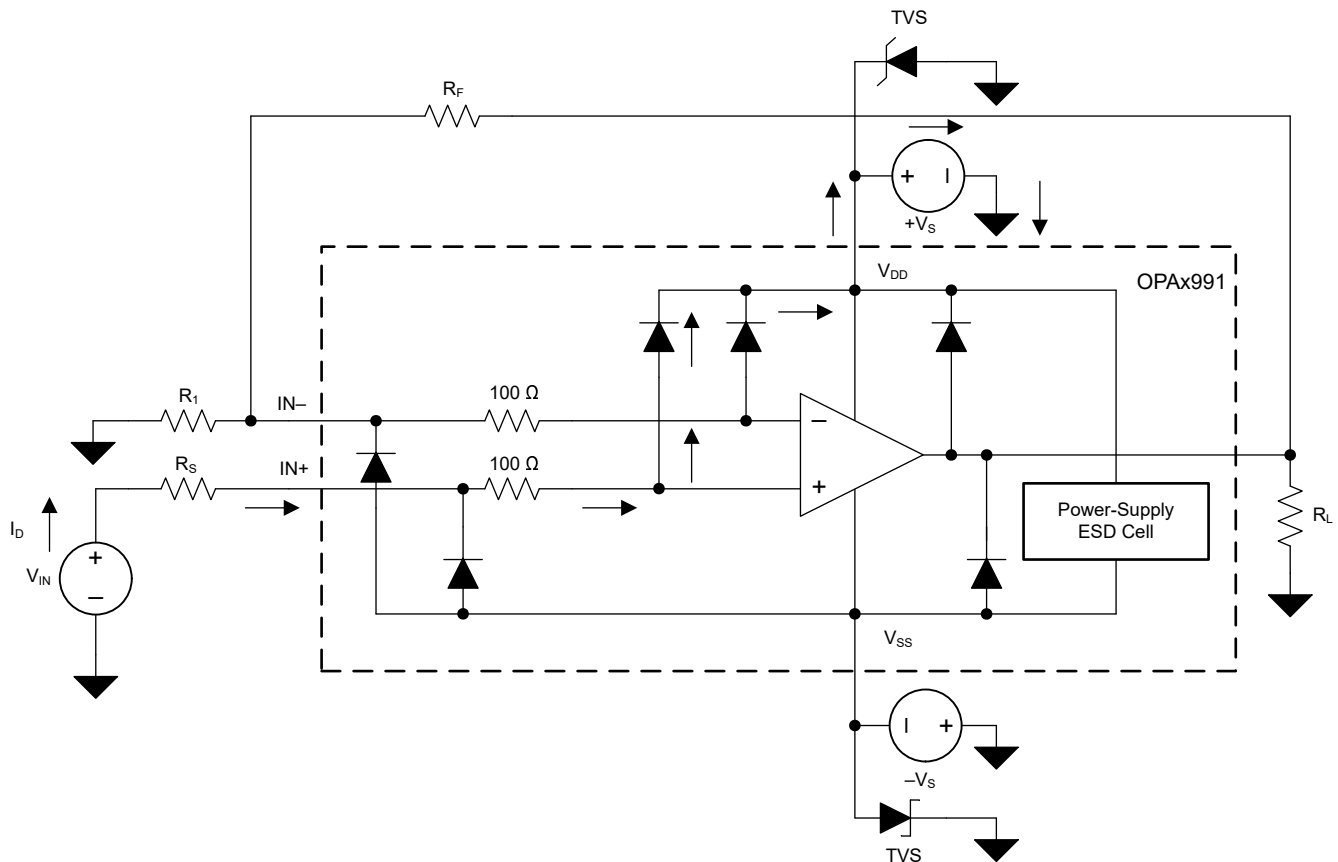 TVS
R_F
+ –
+V_S
V_DD
OPAx991
R_1
IN–
100 Ω
–
R_S
IN+
100 Ω
+
Power-Supply
ESD Cell
R_L
I_D
+
V_IN
–
V_SS
– +
–V_S
TVS